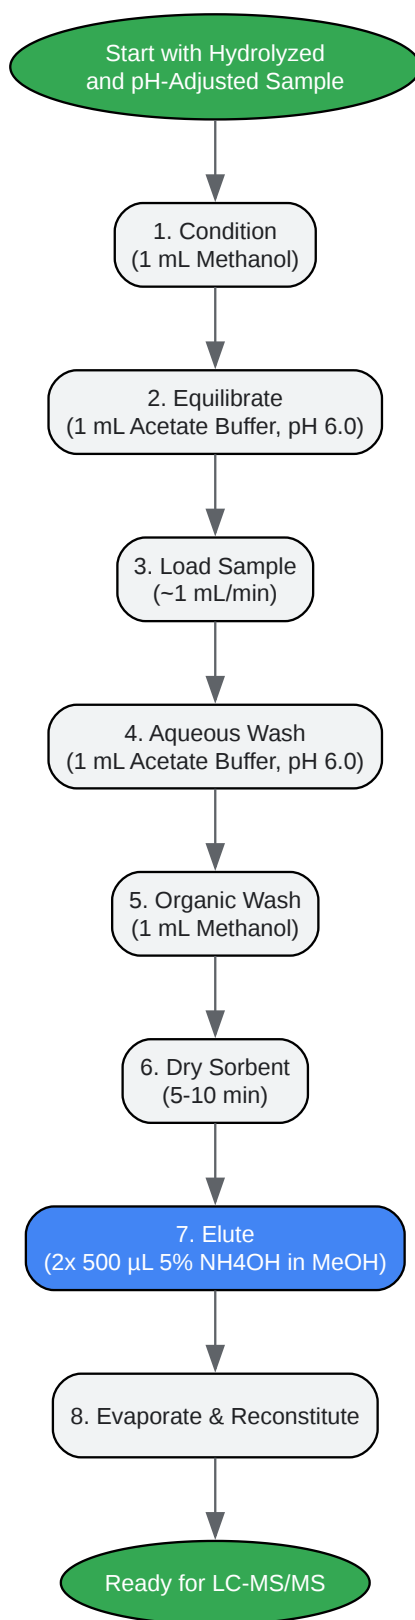 Start with Hydrolyzed
and pH-Adjusted Sample
1. Condition
(1 mL Methanol)
2. Equilibrate
(1 mL Acetate Buffer, pH 6.0)
3. Load Sample
(~1 mL/min)
4. Aqueous Wash
(1 mL Acetate Buffer, pH 6.0)
5. Organic Wash
(1 mL Methanol)
6. Dry Sorbent
(5-10 min)
7. Elute
(2x 500 µL 5% NH4OH in MeOH)
8. Evaporate & Reconstitute
Ready for LC-MS/MS